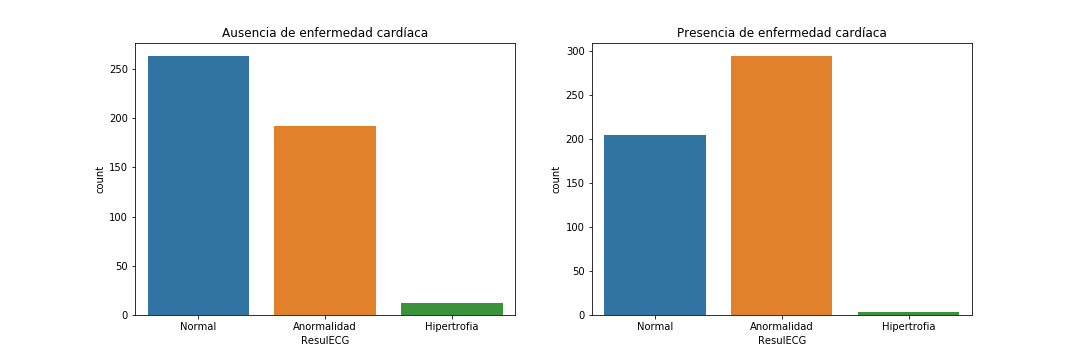 Ausencia de enfermedad cardíaca
250
200
150
100
50
0
count
Normal Anormalidad Hipertrofia
ResulECG
Presencia de enfermedad cardíaca
300
250
200
150
100
50
0
count
Normal Anormalidad Hipertrofia
ResulECG